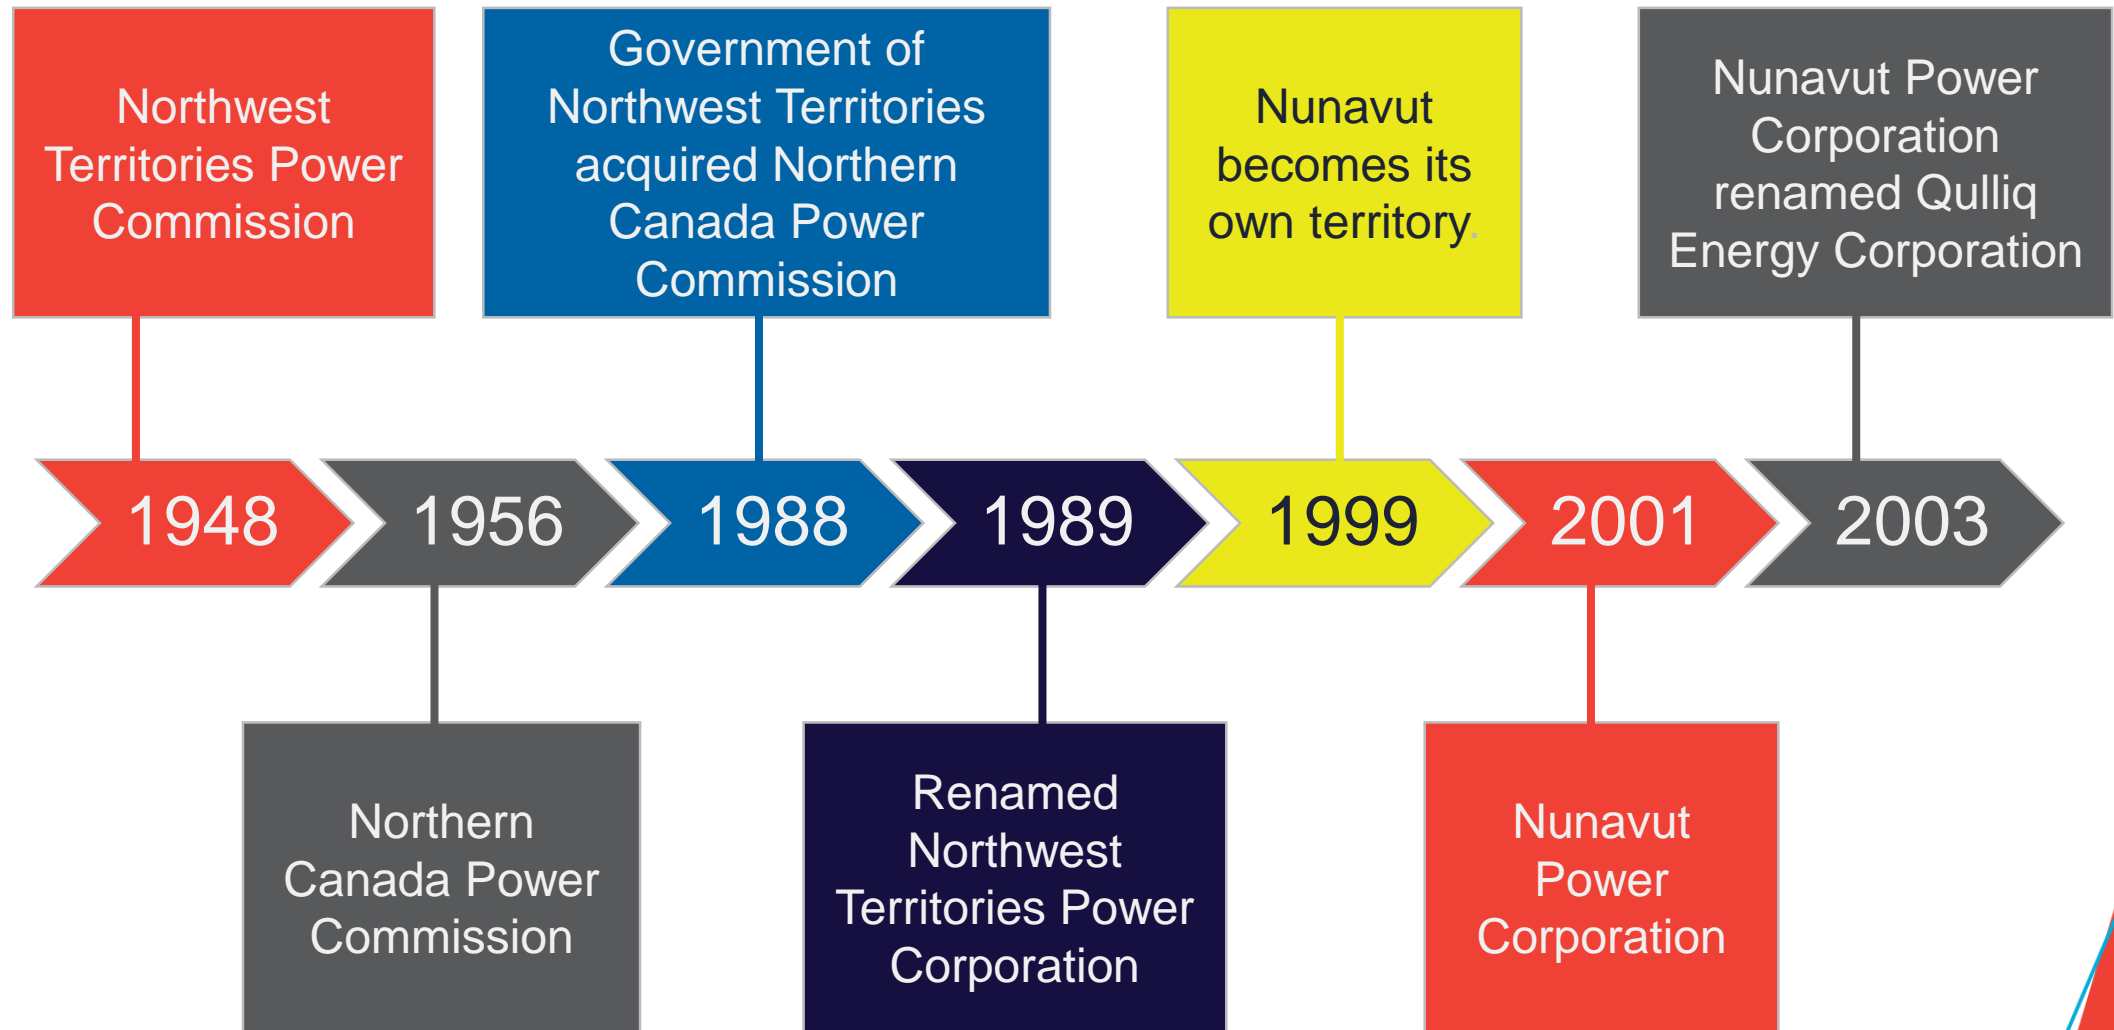 Northwest
Territories Power
Commission
Government of
Northwest Territories
acquired Northern
Canada Power
Commission
Nunavut
becomes its
own territory.
Nunavut Power
Corporation
renamed Qulliq
Energy Corporation
1948
1956
1988
1989
1999
2001
2003
Northern
Canada Power
Commission
Renamed
Northwest
Territories Power
Corporation
Nunavut
Power
Corporation